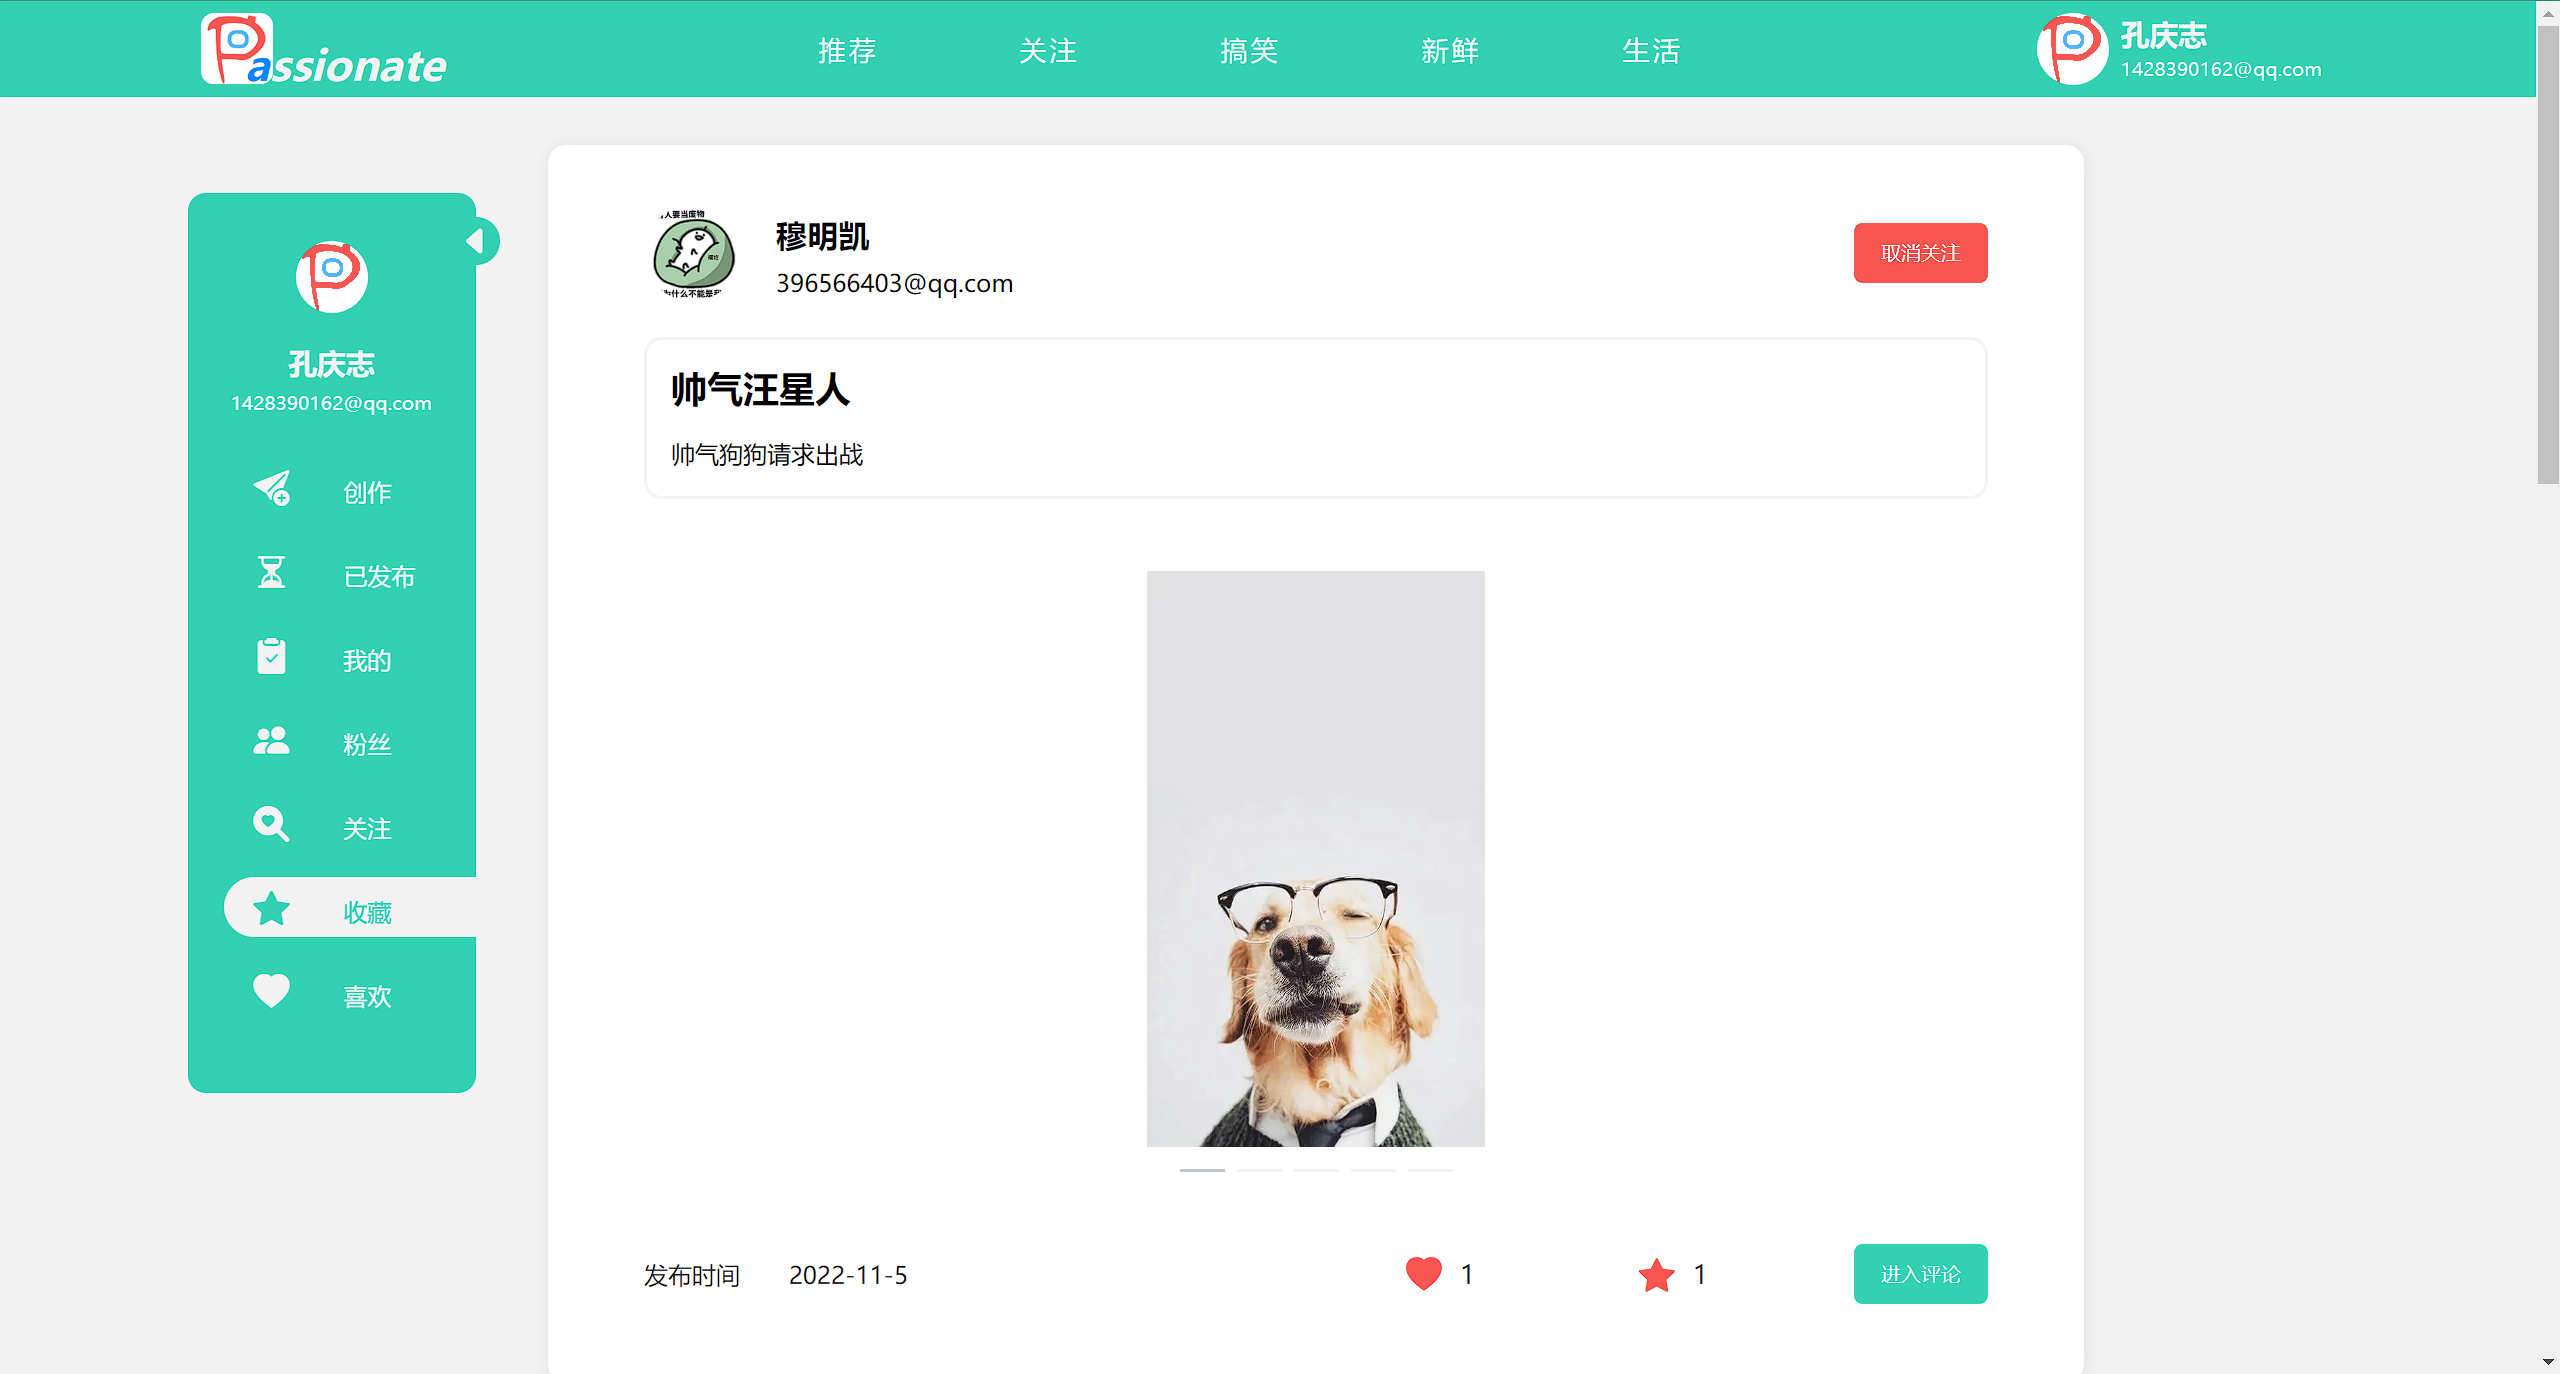 Passionate
推荐
关注
搞笑
新鲜
生活
孔庆志
1428390162@qq.com
孔庆志
1428390162@qq.com
创作
已发布
我的
粉丝
关注
收藏
喜欢
人要当废物
为什么不能是我
穆明凯
396566403@qq.com
取消关注
帅气汪星人
帅气狗狗请求出战
发布时间 2022-11-5
1
1
进入评论